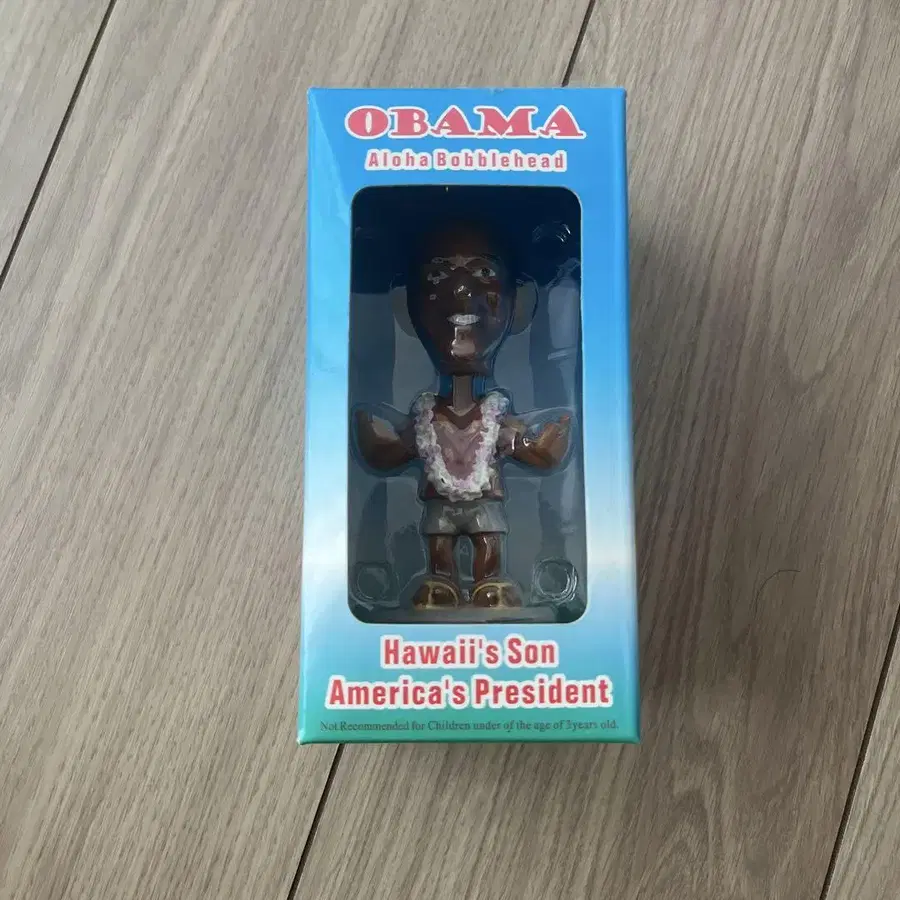 OBAMA
Aloha Bobblehead
Hawaii's Son
America's President
Not Recommended for Children under of the age of 3years old.